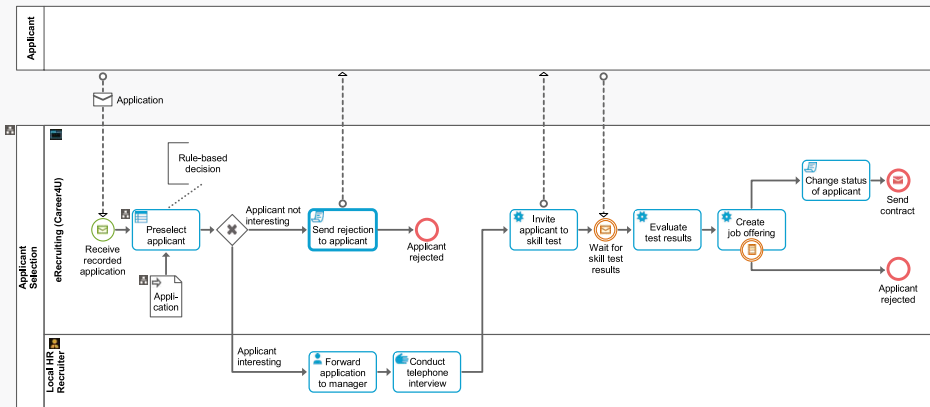 Applicant
Application
Applicant
Selection
eRecruiting (Career4U)
Rule-based
decision
Receive
recorded
application
Preselect
applicant
Appli-
cation
Applicant not
interesting
Send rejection
to applicant
Applicant
rejected
Invite
applicant to
skill test
Wait for
skill test
results
Evaluate
test results
Create
job offering
Change status
of applicant
Send
contract
Applicant
rejected
Local HR
Recruiter
Applicant
interesting
Forward
application
to manager
Conduct
telephone
interview